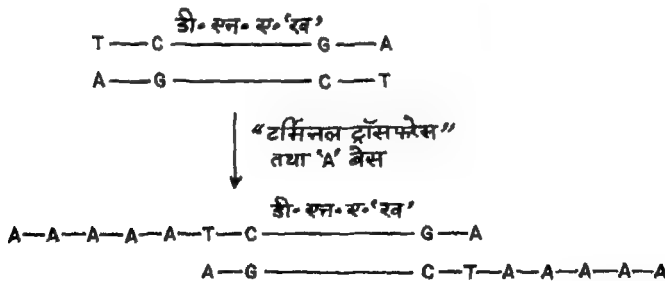 डी॰ एन॰ ए॰ ‘ख’
T—C———G—A
A—G———C—T
“टर्मिनल ट्रॉसफरेस”
तथा ‘A’ बेस
डी॰ एन॰ ए॰ ‘ख’
A—A—A—A—A—T—C———G—A
A—G———C—T—A—A—A—A—A